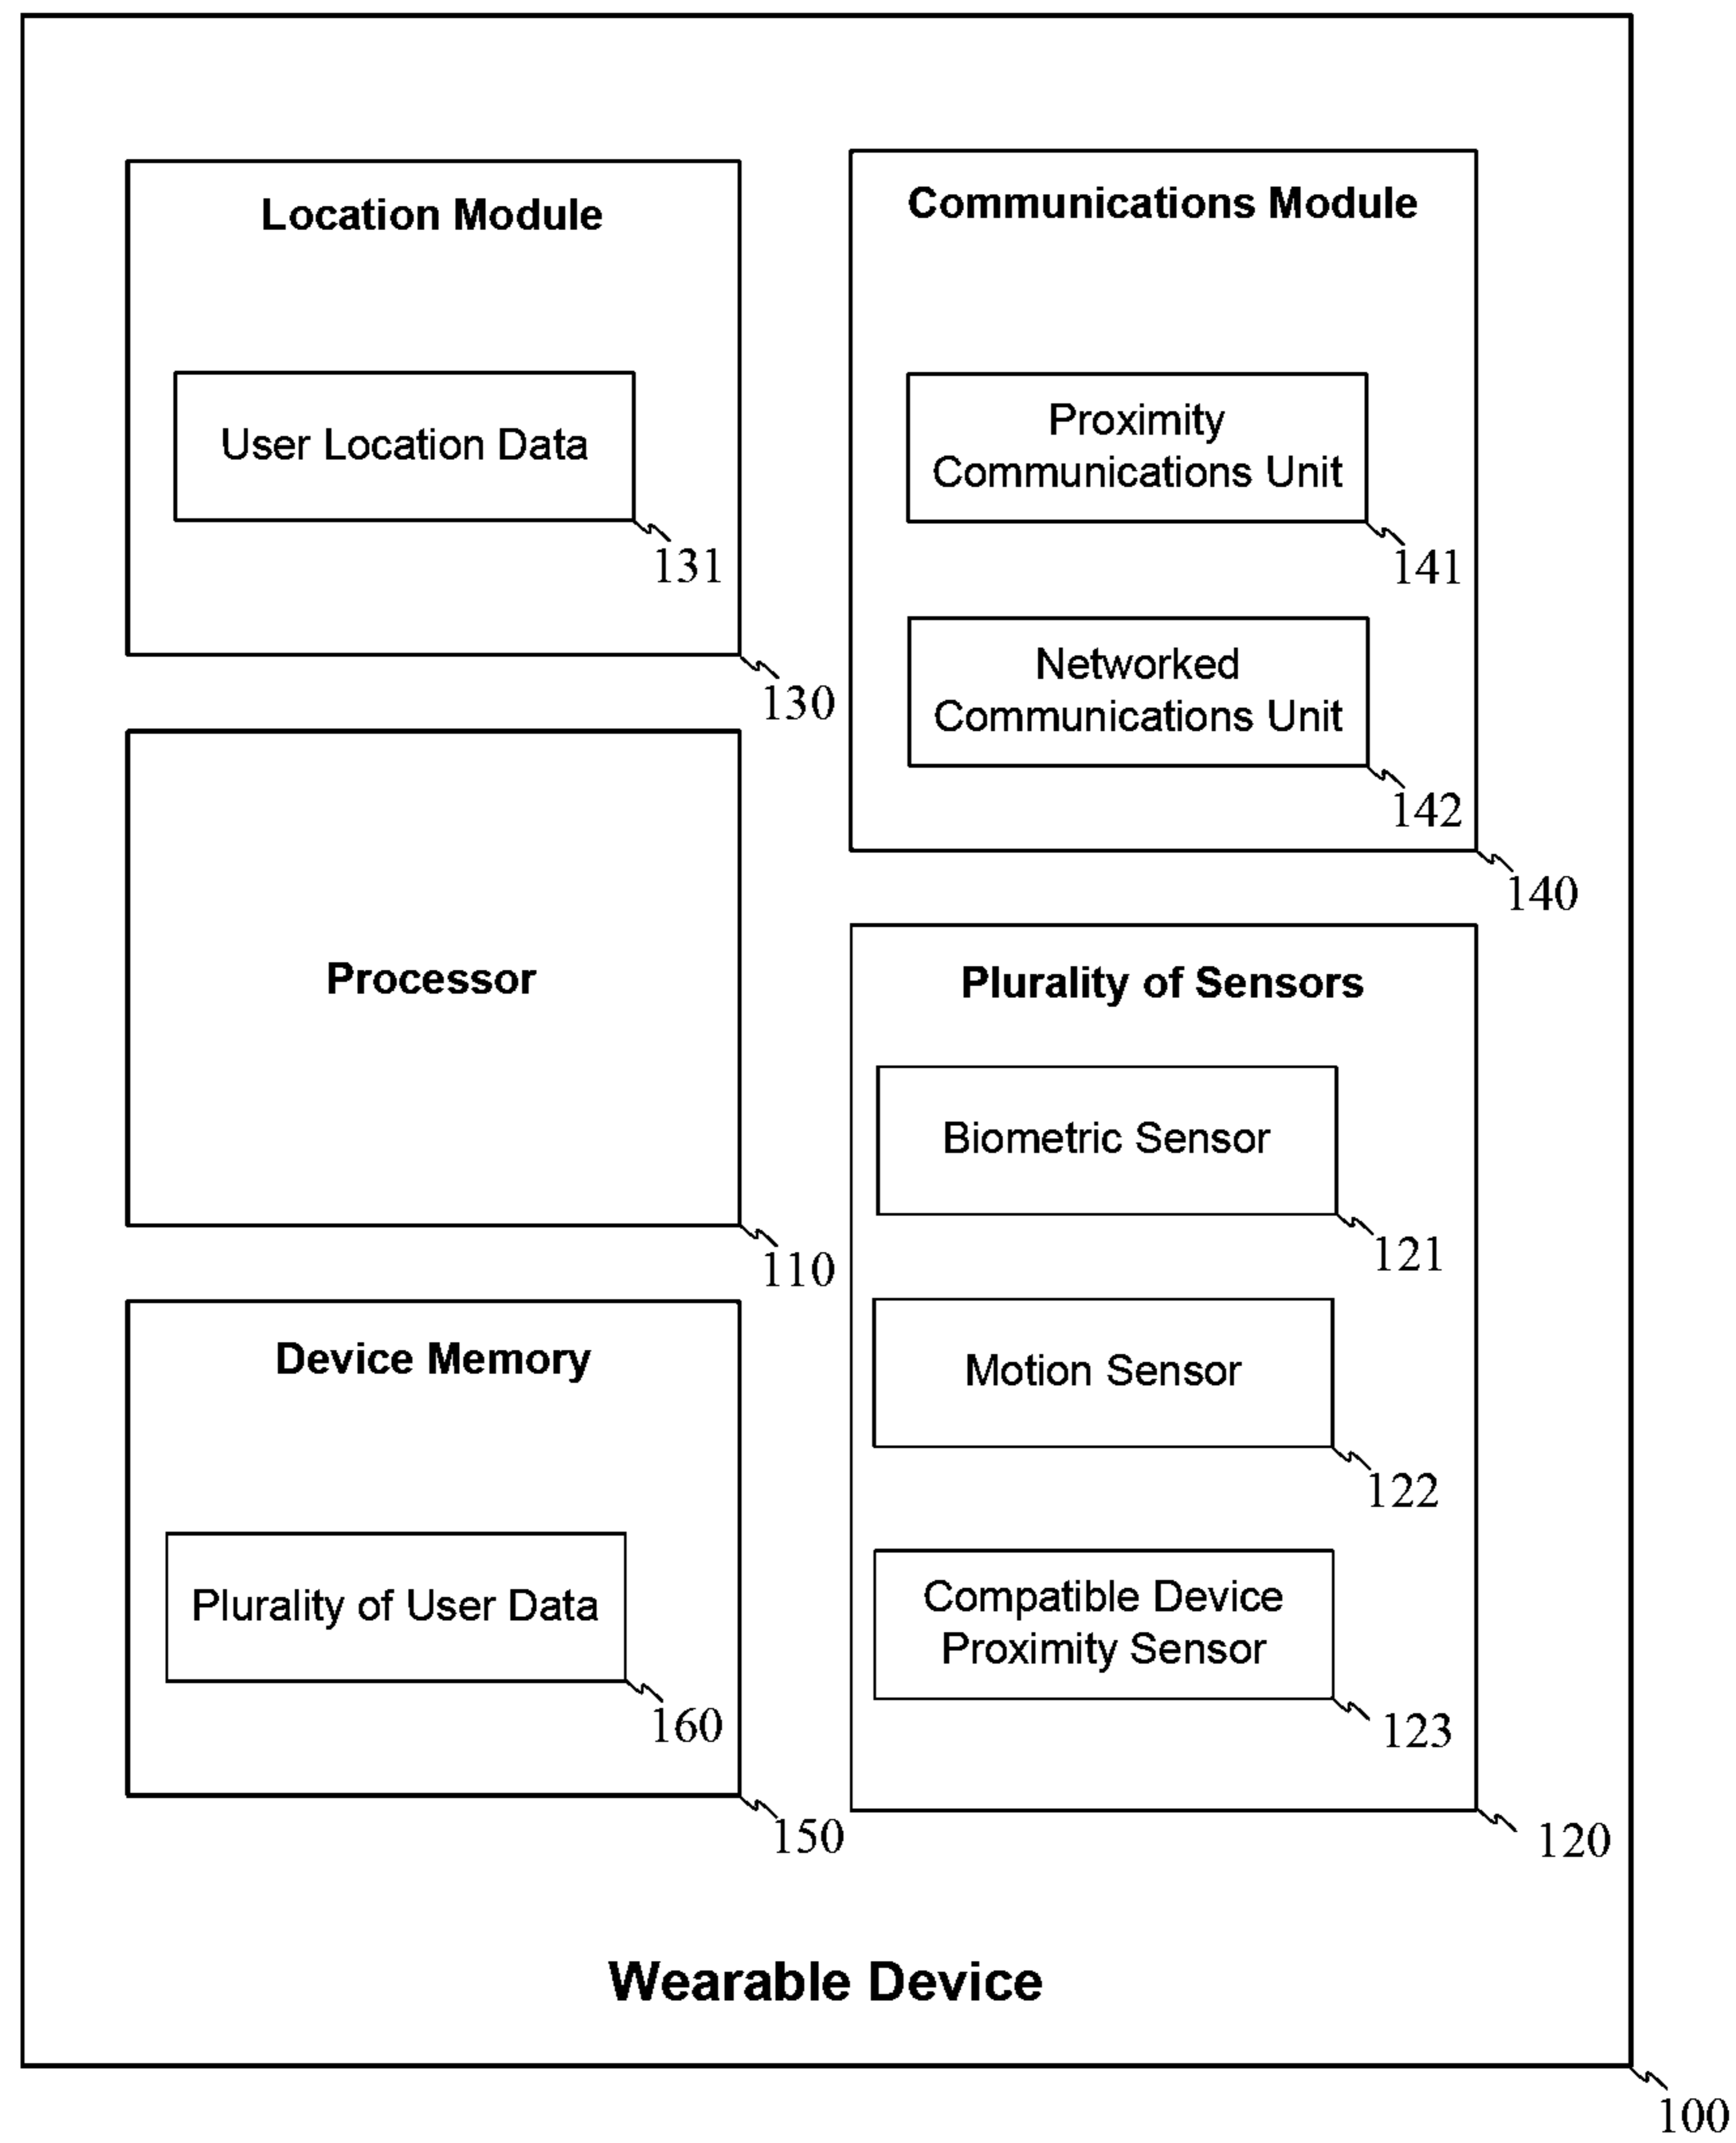 Location Module
User Location Data
131
130
Communications Module
Proximity
Communications Unit
141
Networked
Communications Unit
142
140
Processor
110
Plurality of Sensors
Biometric Sensor
121
Motion Sensor
122
Compatible Device
Proximity Sensor
123
120
Device Memory
Plurality of User Data
160
150
Wearable Device
100